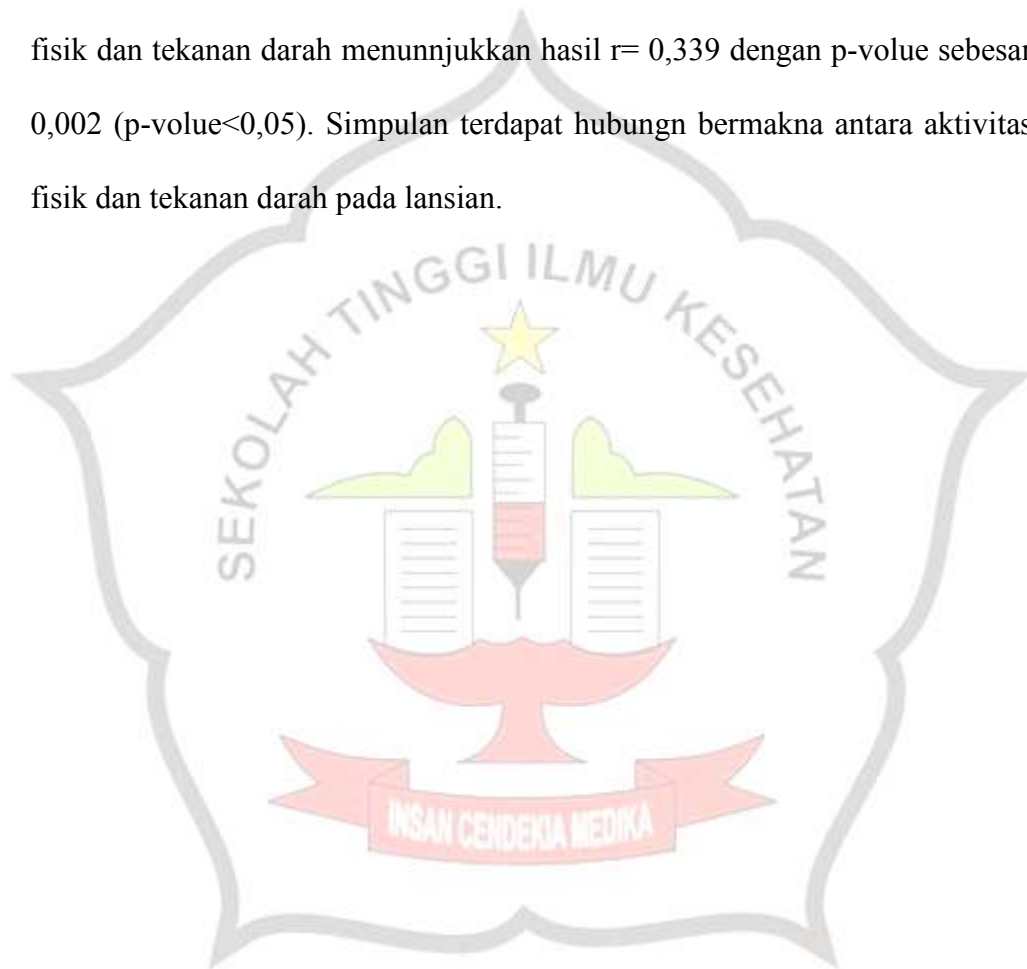 fisik dan tekanan darah menunnjukkan hasil r= 0,339 dengan p-volue sebesar
0,002 (p-volue<0,05). Simpulan terdapat hubungn bermakna antara aktivitas
fisik dan tekanan darah pada lansian.
SEKOLAH TINGGI ILMU KESEHATAN
INSAN CENDEKIA MEDIKA